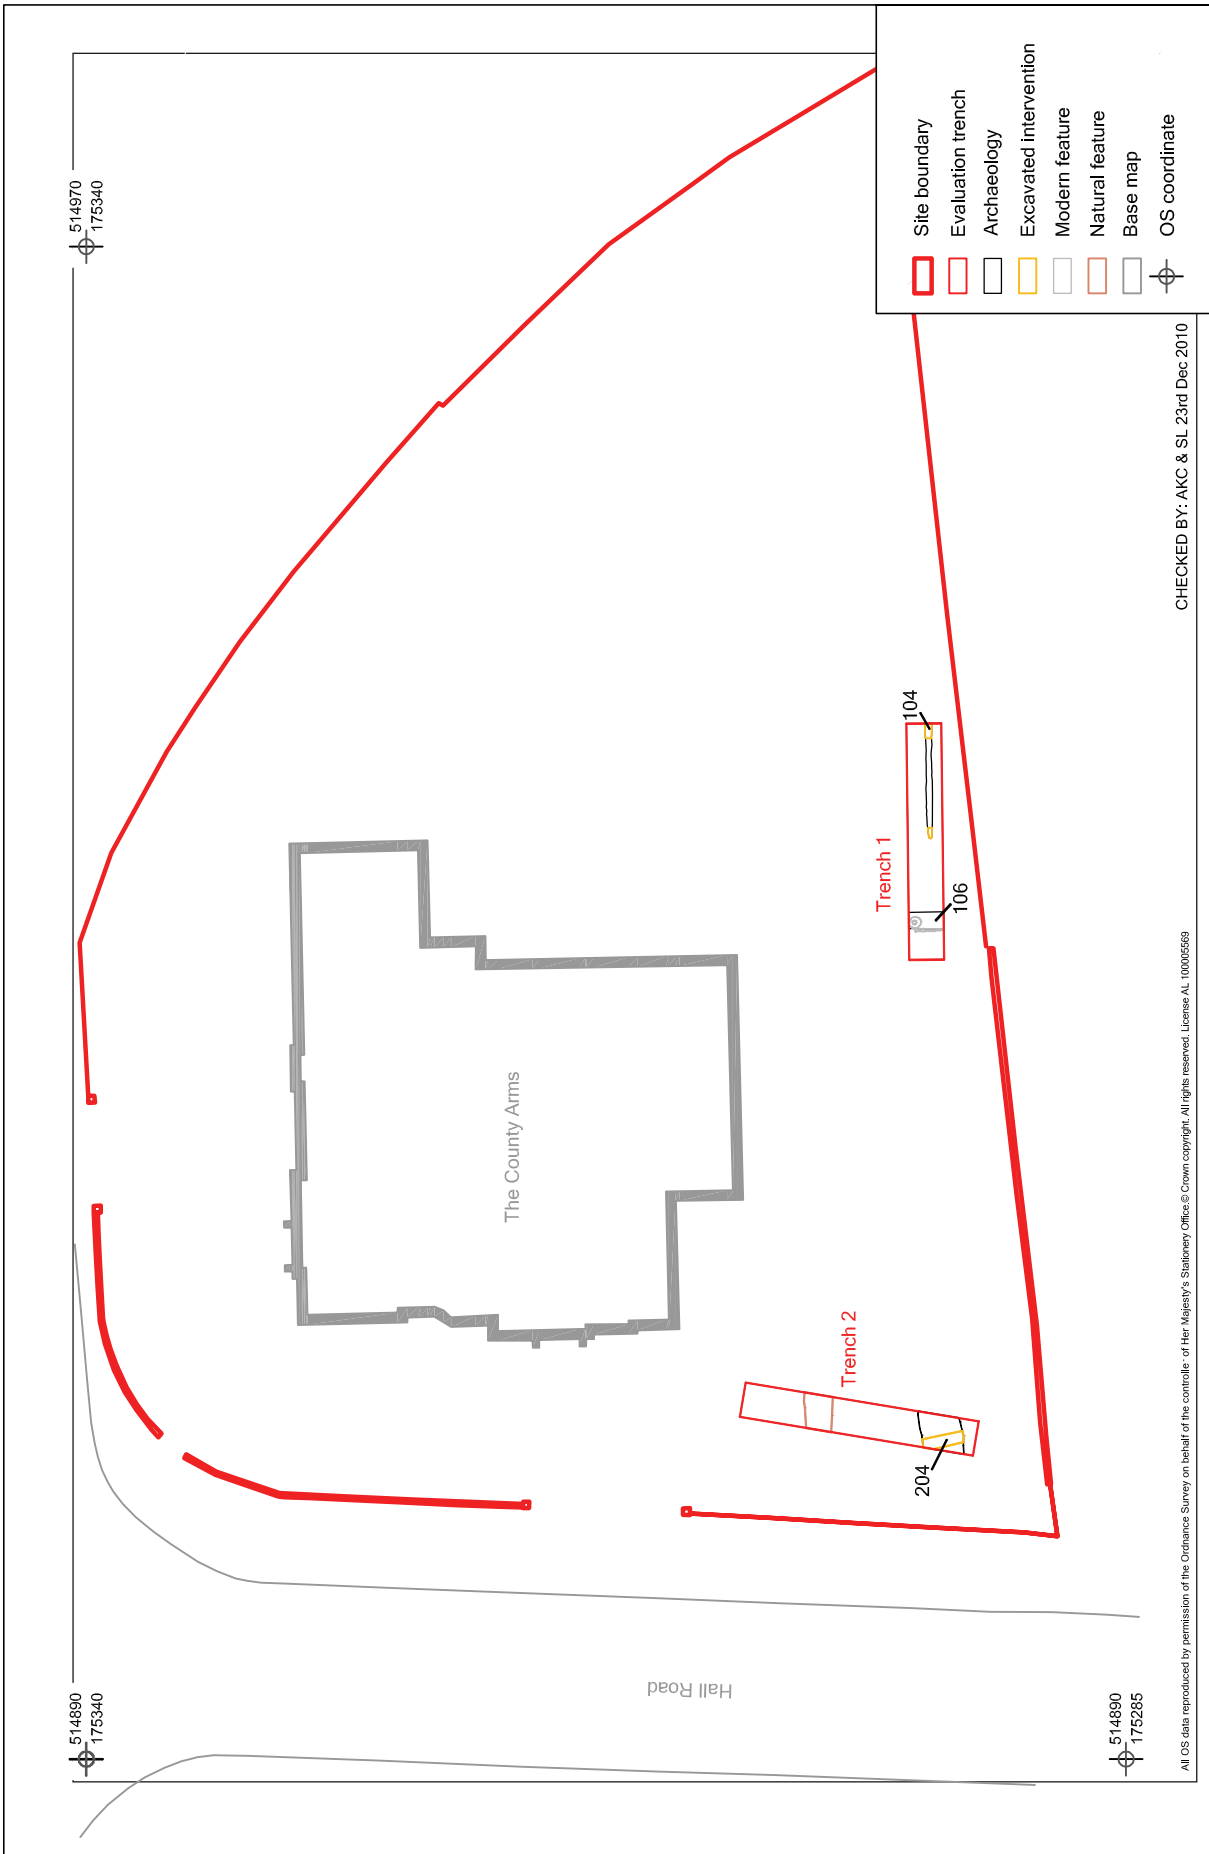 514970
175340
Site boundary
Evaluation trench
Archaeology
Excavated intervention
Modern feature
Natural feature
Base map
OS coordinate
The County Arms
Trench 1
104
106
Trench 2
204
Hall Road
514890
175340
514890
175285
CHECKED BY: AKC & SL 23rd Dec 2010
All OS data reproduced by permission of the Ordnance Survey on behalf of the controlle of Her Majesty's Stationery Office.© Crown copyright. All rights reserved. License AL 100005569